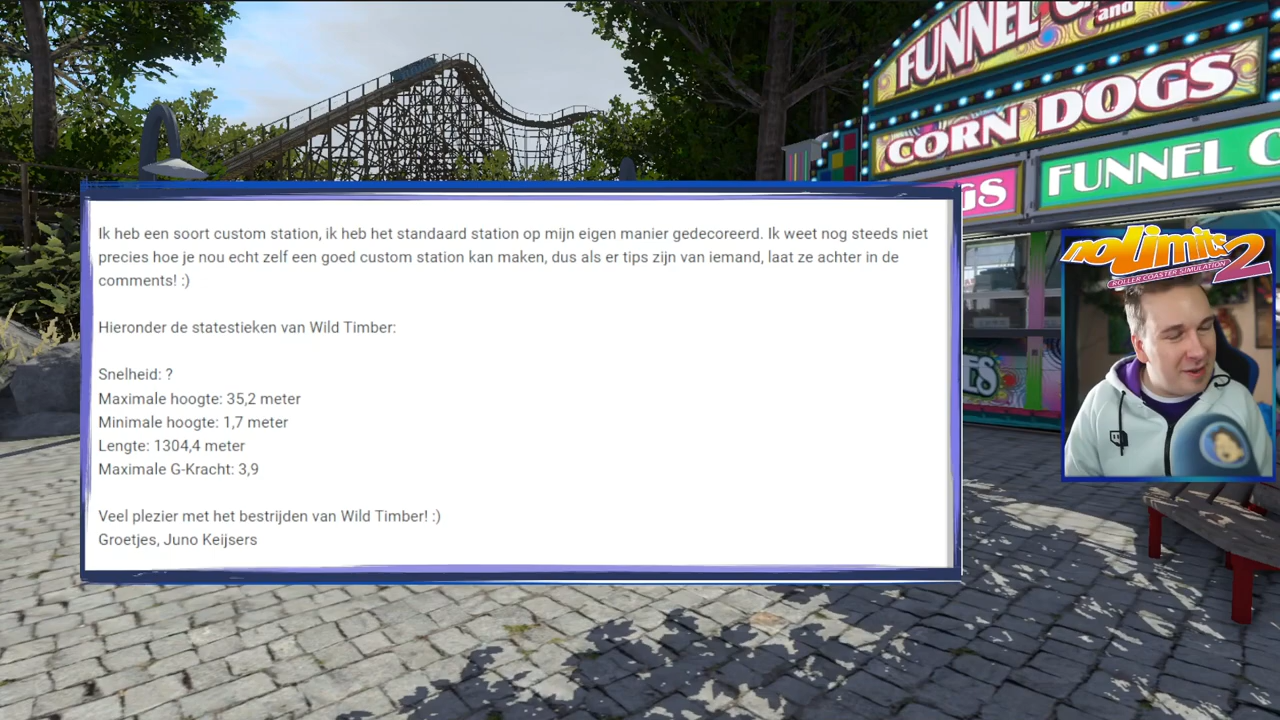 FUNNEL
and
CORN DOGS
GS
FUNNEL C
Ik heb een soort custom station, ik heb het standaard station op mijn eigen manier gedecoreerd. Ik weet nog steeds niet
precies hoe je nou echt zelf een goed custom station kan maken, dus als er tips zijn van iemand, laat ze achter in de
comments! :)
Hieronder de statestieken van Wild Timber:
Snelheid: ?
Maximale hoogte: 35,2 meter
Minimale hoogte: 1,7 meter
Lengte: 1304,4 meter
Maximale G-Kracht: 3,9
Veel plezier met het bestrijden van Wild Timber! :)
Groetjes, Juno Keijsers
noLimits 2
ROLLER COASTER SIMULATION
ES